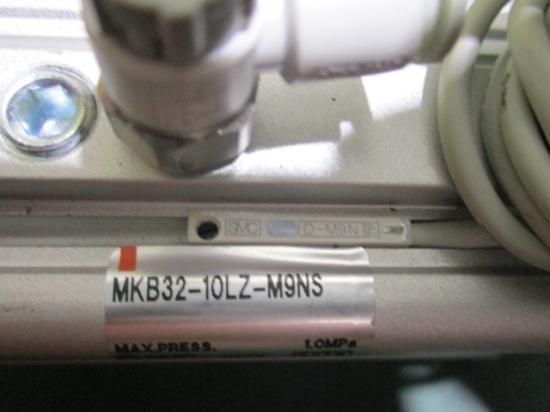 SMC D-M9N
MKB32-10LZ-M9NS
MAX.PRESS. 1.0MPa